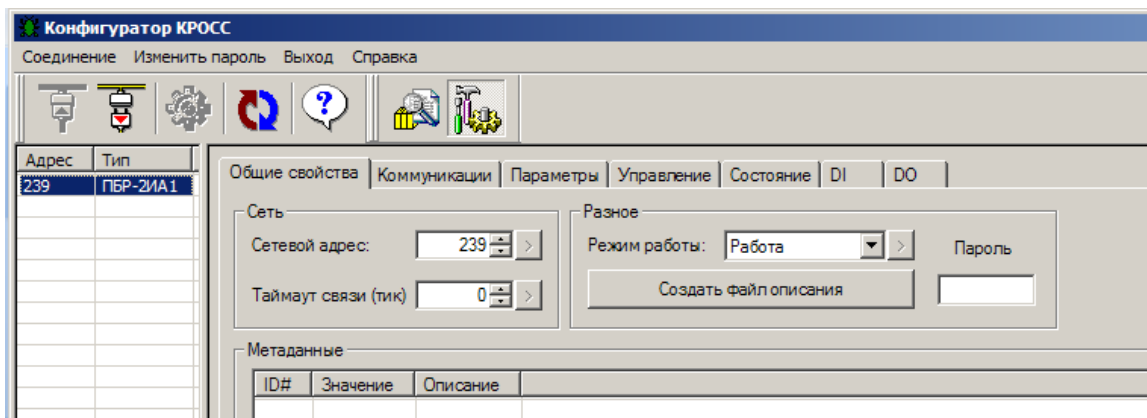 Конфигуратор КРОСС
Соединение Изменить пароль Выход Справка
?
Адрес Тип
239 ПБР-2ИА1
Общие свойства Коммуникации Параметры Управление Состояние DI DO
Сеть
Сетевой адрес: 239 >
Таймаут связи (тик) 0 >
Разное
Режим работы: Работа > Пароль
Создать файл описания
Метаданные
ID# Значение Описание